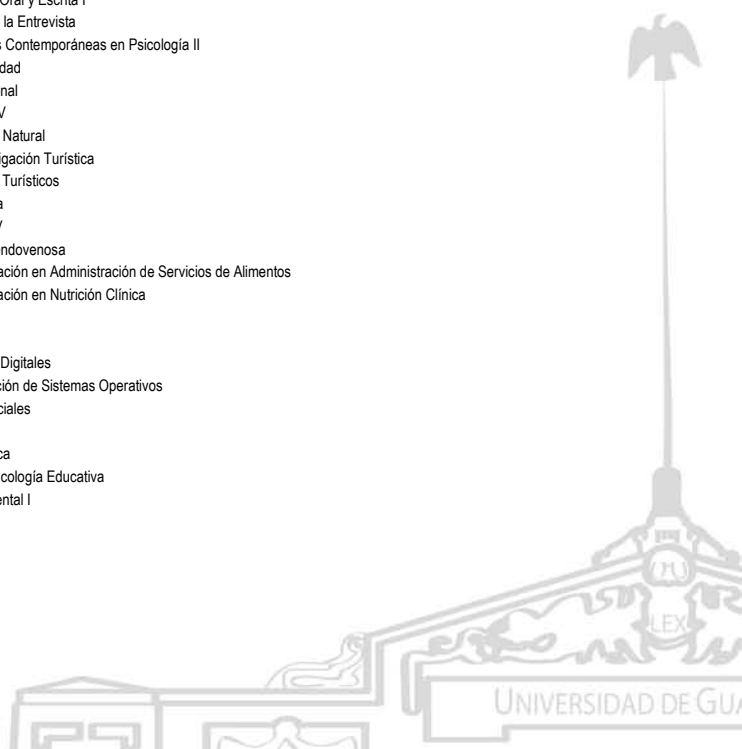 Oral y Escrita I
la Entrevista
s Contemporáneas en Psicología II
dad
nal
V
Natural
igación Turística
Turísticos
a
V
ndovenosa
ación en Administración de Servicios de Alimentos
ación en Nutrición Clínica
Digitales
ción de Sistemas Operativos
ciales
ca
cología Educativa
ental I
LEX
UNIVERSIDAD DE GUA